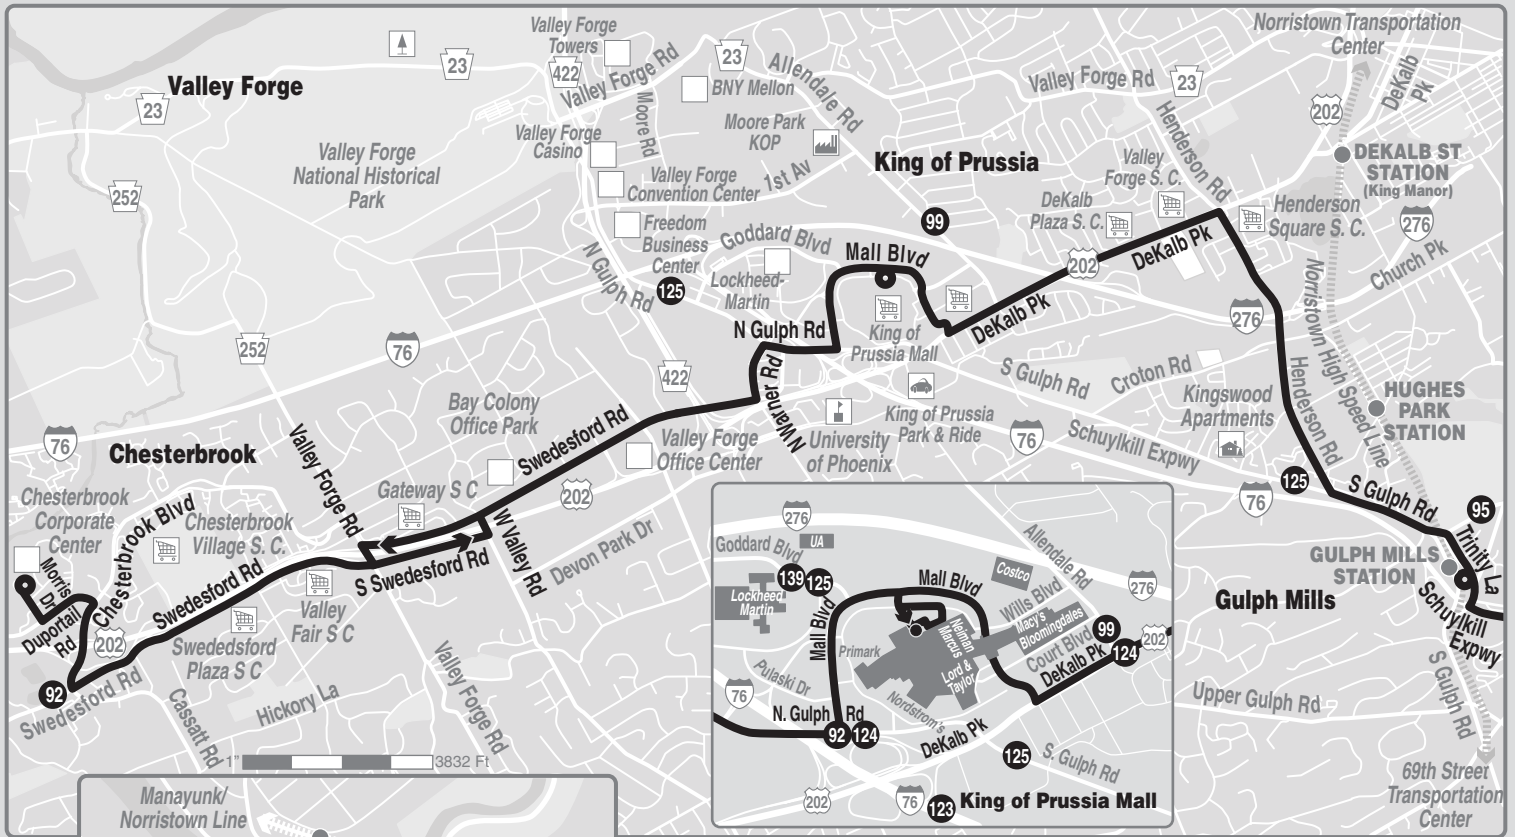 Norristown Transportation
Center
Valley Forge
Towers
422
Valley Forge Rd
23
23
Allendale Rd
BNY Mellon
Valley Forge Rd
23
Henderson Rd
202
DeKalb
Pk
Valley Forge
23
252
Valley Forge
National Historical
Park
Valley Forge
Casino
Moore Rd
Moore Park
KOP
Valley Forge
Convention Center
1st Av
King of Prussia
Valley
Forge S. C.
DEKALB ST
STATION
(King Manor)
DeKalb
Plaza S. C.
Henderson
Square S. C.
276
Church Pk
99
Freedom
Business
Center
Goddard Blvd
N Gulph Rd
125
Lockheed-
Martin
Mall Blvd
202
DeKalb Pk
DeKalb Pk
276
Norristown High Speed Line
N Gulph Rd
King of
Prussia Mall
252
76
422
N Warner Rd
S Gulph Rd
Croton Rd
Henderson Rd
HUGHES
PARK
STATION
Kingswood
Apartments
King of Prussia
Park & Ride
76
Schuylkill Expwy
University
of Phoenix
Bay Colony
Office Park
Swedesford Rd
Valley Forge
Office Center
76
Chesterbrook
Valley Forge Rd
Gateway S C
202
125
76
S Gulph Rd
95
Trinity La
GULPH MILLS
STATION
Gulph Mills
Schuylkill
Expwy
Chesterbrook
Corporate
Center
Chesterbrook Blvd
Chesterbrook
Village S. C.
Morris
Dr
Duportail
Rd
202
Swedesford Rd
S Swedesford Rd
W Valley Rd
Devon Park Dr
Valley
Fair S C
Swededsford
Plaza S C
92
Swedesford Rd
Cassatt Rd
Hickory La
Valley Forge Rd
1"
3832 Ft
Upper Gulph Rd
S Gulph Rd
69th Street
Transportation
Center
Manayunk/
Norristown Line
276
Goddard Blvd
UA
139
125
Lockheed
Martin
Mall Blvd
Mall Blvd
Costco
Allendale Rd
276
Wills Blvd
Macy's
Bloomingdales
Court Blvd
99
DeKalb Pk
124
202
Neiman
Marcus
Lord &
Taylor
Primark
Nordstrom's
Pulaski Dr
76
N. Gulph Rd
92
124
DeKalb Pk
125
S. Gulph Rd
202
76
123
King of Prussia Mall